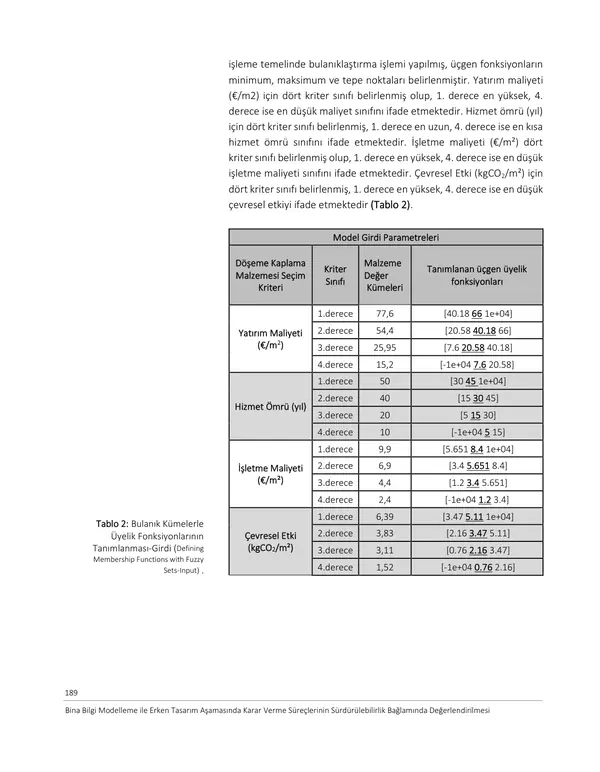 işleme temelinde bulanıklaştırma işlemi yapılmış, üçgen fonksiyonların
minimum, maksimum ve tepe noktaları belirlenmiştir. Yatırım maliyeti
(€/m2) için dört kriter sınıfı belirlenmiş olup, 1. derece en yüksek, 4.
derece ise en düşük maliyet sınıfını ifade etmektedir. Hizmet ömrü (yıl)
için dört kriter sınıfı belirlenmiş, 1. derece en uzun, 4. derece ise en kısa
hizmet ömrü sınıfını ifade etmektedir. İşletme maliyeti (€/m²) dört
kriter sınıfı belirlenmiş olup, 1. derece en yüksek, 4. derece ise en düşük
işletme maliyeti sınıfını ifade etmektedir. Çevresel Etki (kgCO₂/m²) için
dört kriter sınıfı belirlenmiş, 1. derece en yüksek, 4. derece ise en düşük
çevresel etkiyi ifade etmektedir (Tablo 2).
Model Girdi Parametreleri
Döşeme Kaplama
Malzemesi Seçim
Kriteri
Kriter
Sınıfı
Malzeme
Değer
Kümeleri
Tanımlanan üçgen üyelik
fonksiyonları
Yatırım Maliyeti
(€/m²)
1.derece 77,6 [40.18 66 1e+04]
2.derece 54,4 [20.58 40.18 66]
3.derece 25,95 [7.6 20.58 40.18]
4.derece 15,2 [-1e+04 7.6 20.58]
Hizmet Ömrü (yıl)
1.derece 50 [30 45 1e+04]
2.derece 40 [15 30 45]
3.derece 20 [5 15 30]
4.derece 10 [-1e+04 5 15]
İşletme Maliyeti
(€/m²)
1.derece 9,9 [5.651 8.4 1e+04]
2.derece 6,9 [3.4 5.651 8.4]
3.derece 4,4 [1.2 3.4 5.651]
4.derece 2,4 [-1e+04 1.2 3.4]
Çevresel Etki
(kgCO₂/m²)
1.derece 6,39 [3.47 5.11 1e+04]
2.derece 3,83 [2.16 3.47 5.11]
3.derece 3,11 [0.76 2.16 3.47]
4.derece 1,52 [-1e+04 0.76 2.16]
Tablo 2: Bulanık Kümelerle
Üyelik Fonksiyonlarının
Tanımlanması-Girdi (Defining
Membership Functions with Fuzzy
Sets-Input) .
189
Bina Bilgi Modelleme ile Erken Tasarım Aşamasında Karar Verme Süreçlerinin Sürdürülebilirlik Bağlamında Değerlendirilmesi